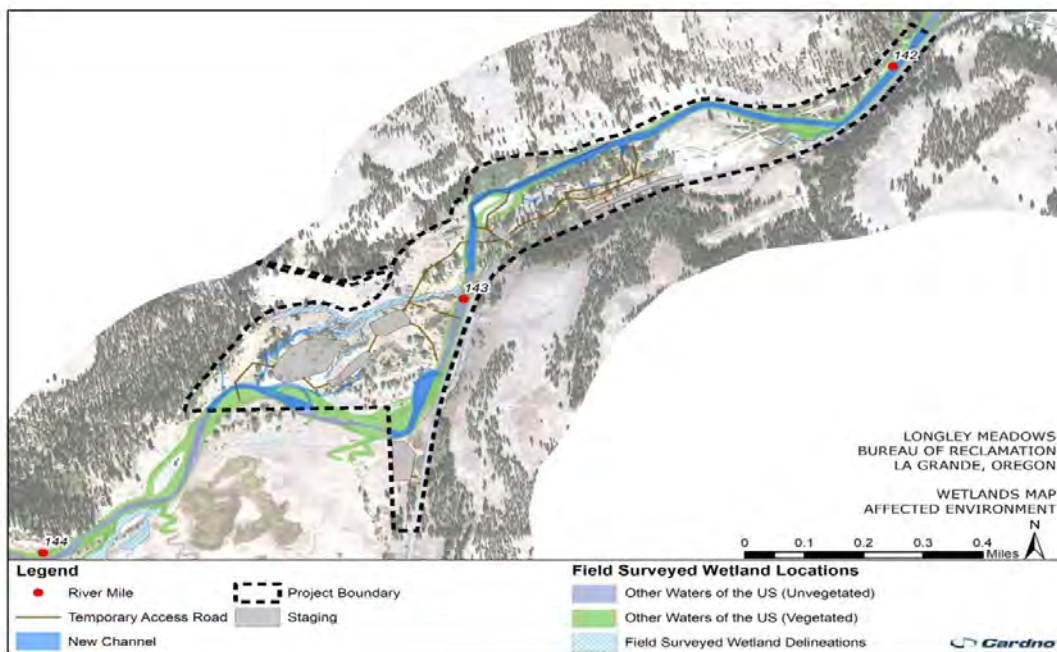 142
143
144
LONGLEY MEADOWS
BUREAU OF RECLAMATION
LA GRANDE, OREGON
WETLANDS MAP
AFFECTED ENVIRONMENT
N
0 0.1 0.2 0.3 0.4
Miles
Legend
River Mile
Temporary Access Road
New Channel
Project Boundary
Staging
Field Surveyed Wetland Locations
Other Waters of the US (Unvegetated)
Other Waters of the US (Vegetated)
Field Surveyed Wetland Delineations
Cardno